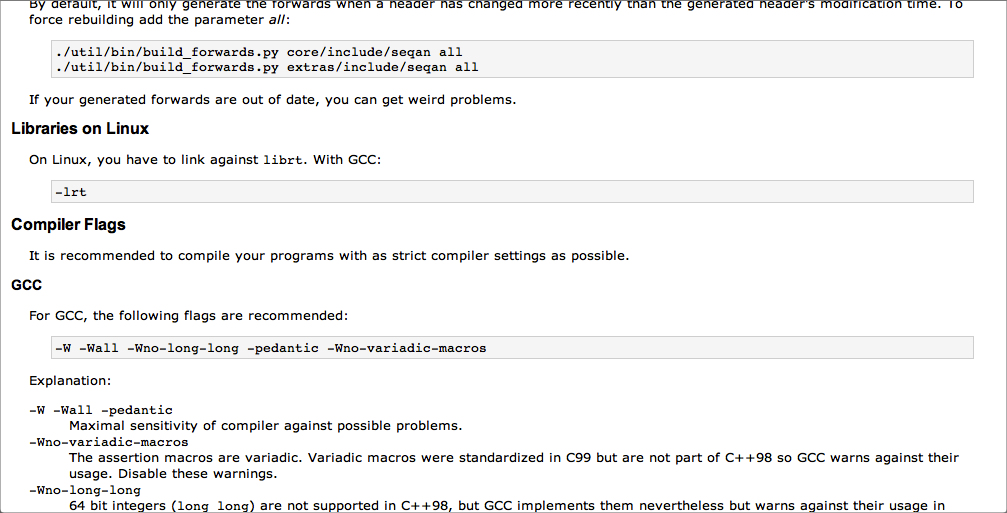 By default, it will only generate the forwards when a header has changed more recently than the generated header's modification time. To
force rebuilding add the parameter all:
./util/bin/build_forwards.py core/include/seqan all
./util/bin/build_forwards.py extras/include/seqan all
If your generated forwards are out of date, you can get weird problems.
Libraries on Linux
On Linux, you have to link against librt. With GCC:
-lrt
Compiler Flags
It is recommended to compile your programs with as strict compiler settings as possible.
GCC
For GCC, the following flags are recommended:
-W -Wall -Wno-long-long -pedantic -Wno-variadic-macros
Explanation:
-W -Wall -pedantic
Maximal sensitivity of compiler against possible problems.
-Wno-variadic-macros
The assertion macros are variadic. Variadic macros were standardized in C99 but are not part of C++98 so GCC warns against their
usage. Disable these warnings.
-Wno-long-long
64 bit integers (long long) are not supported in C++98, but GCC implements them nevertheless but warns against their usage in